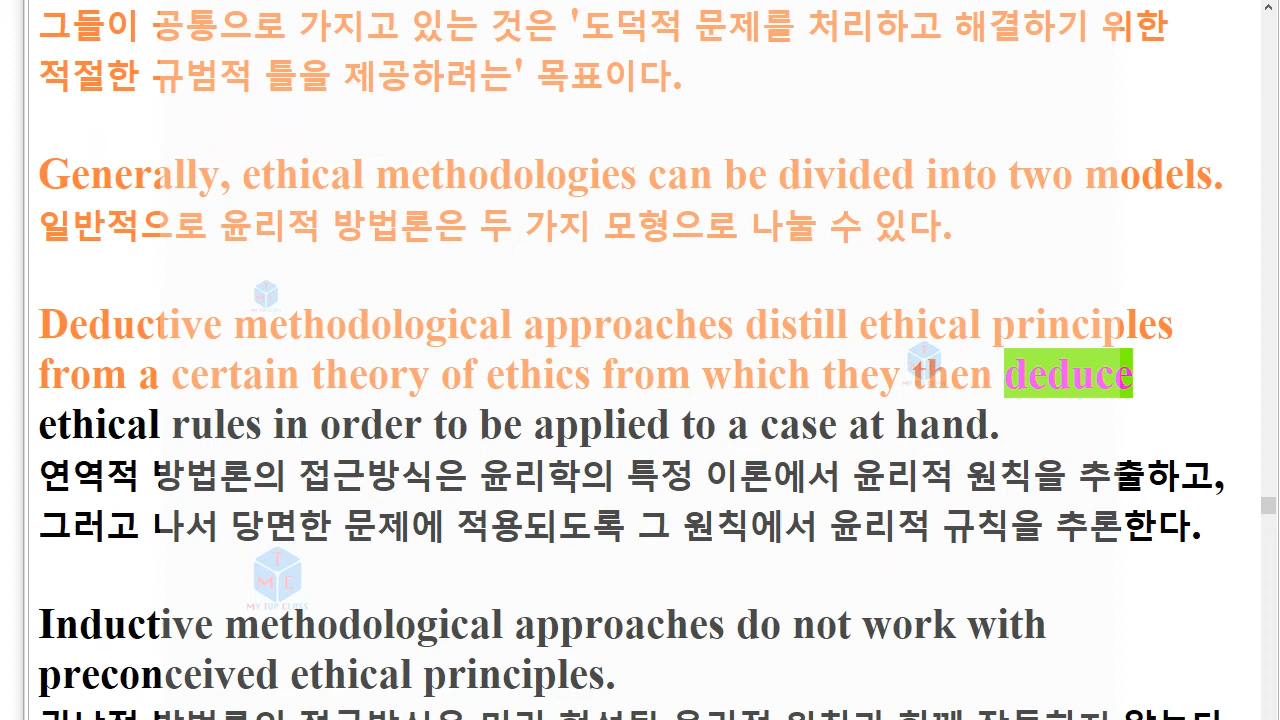 그들이 공통으로 가지고 있는 것은 '도덕적 문제를 처리하고 해결하기 위한
적절한 규범적 틀을 제공하려는' 목표이다.
Generally, ethical methodologies can be divided into two models.
일반적으로 윤리적 방법론은 두 가지 모형으로 나눌 수 있다.
Deductive methodological approaches distill ethical principles
from a certain theory of ethics from which they then deduce
ethical rules in order to be applied to a case at hand.
연역적 방법론의 접근방식은 윤리학의 특정 이론에서 윤리적 원칙을 추출하고,
그러고 나서 당면한 문제에 적용되도록 그 원칙에서 윤리적 규칙을 추론한다.
MY TOP CLASS
Inductive methodological approaches do not work with
preconceived ethical principles.